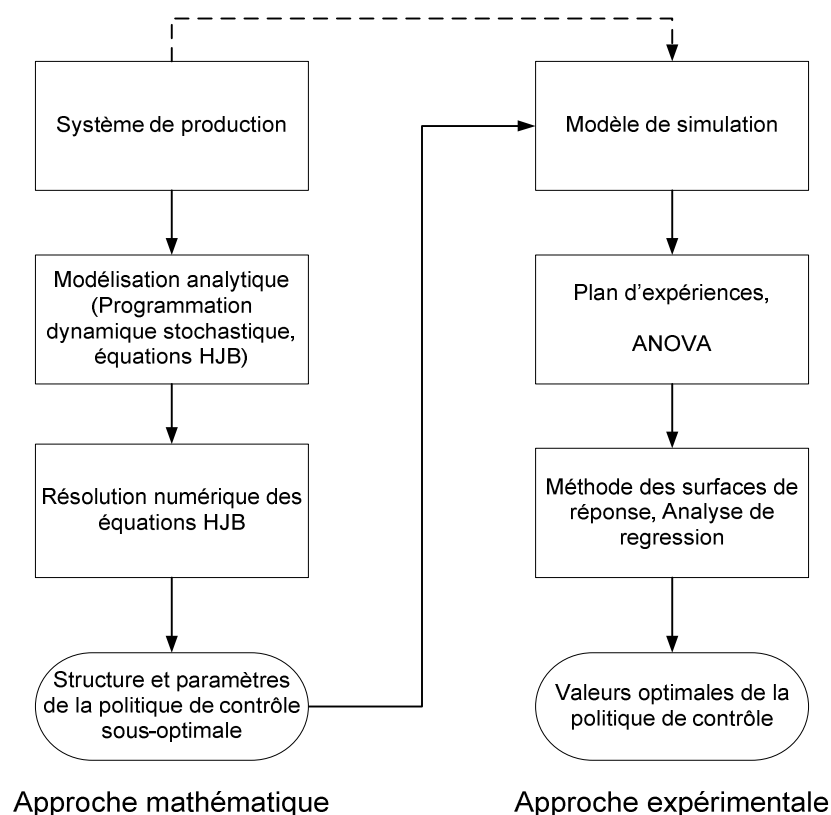 Système de production
Modélisation analytique
(Programmation
dynamique stochastique,
équations HJB)
Résolution numérique des
équations HJB
Structure et paramètres
de la politique de contrôle
sous-optimale
Approche mathématique
Modèle de simulation
Plan d’expériences,
ANOVA
Méthode des surfaces de
réponse, Analyse de
regression
Valeurs optimales de la
politique de contrôle
Approche expérimentale